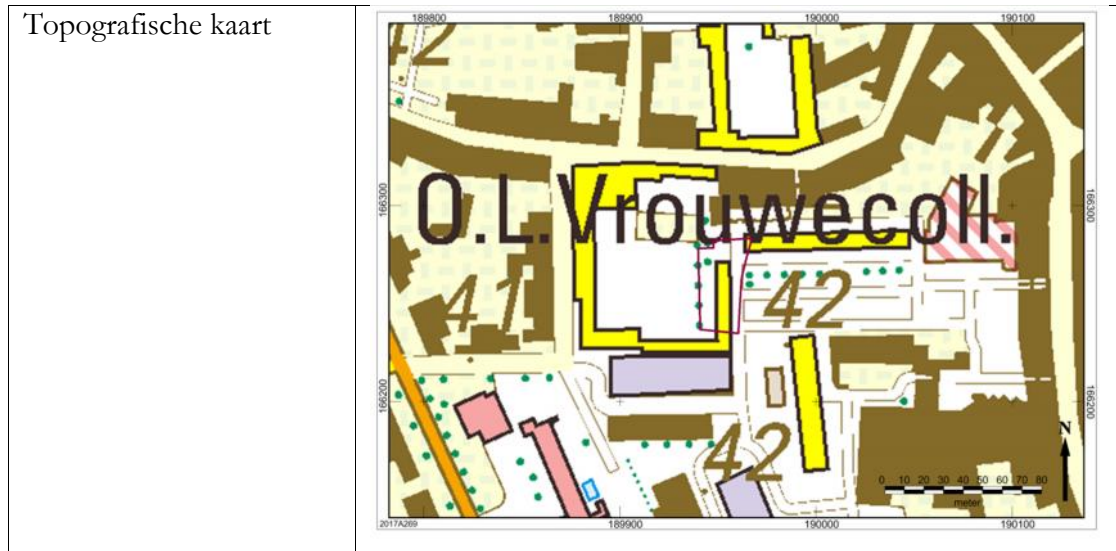 Topografische kaart
189800 189900 190000 190100
42
166300 166300
O.L.Vrouwecoll.
41 42
166200 166200
42
N
0 10 20 30 40 50 60 70 80
meter
2017A269
189900 190000 190100